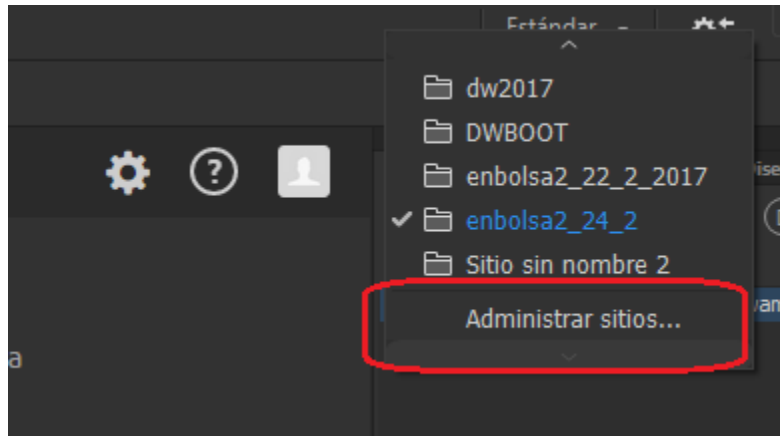 Estándar
dw2017
DWBOOT
enbolsa2_22_2_2017
enbolsa2_24_2
Sitio sin nombre 2
Administrar sitios...
a